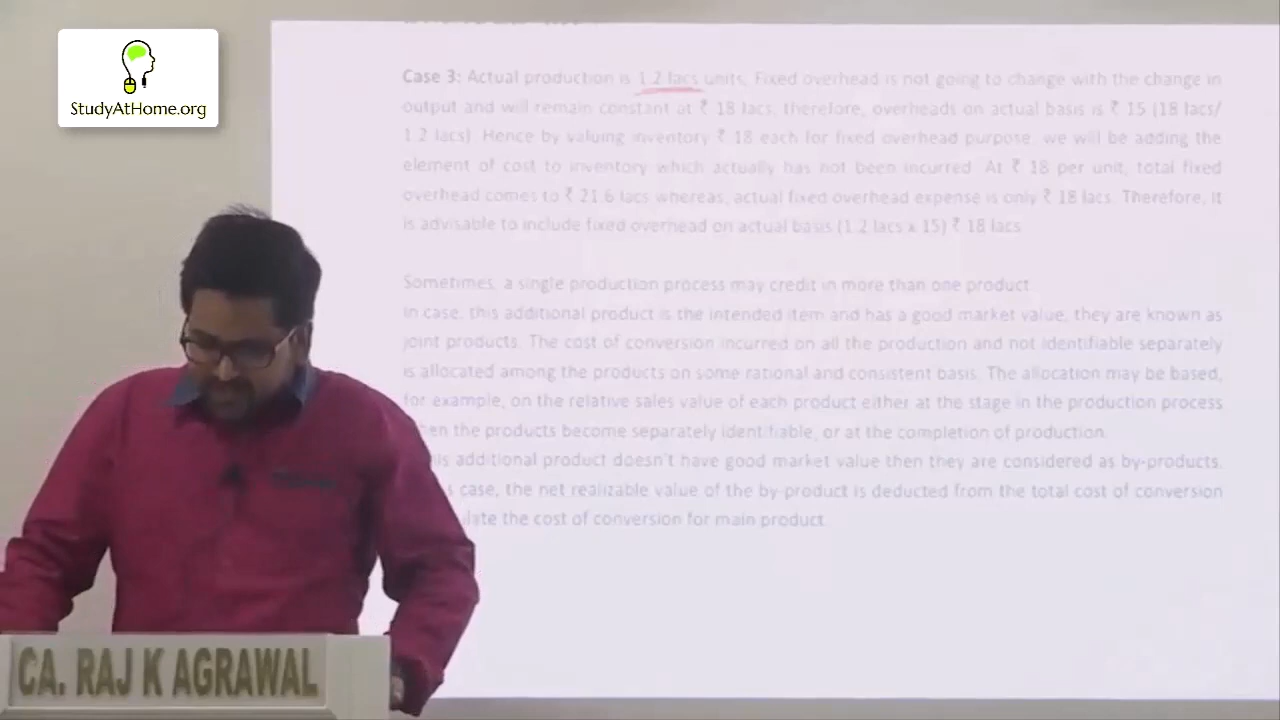 StudyAtHome.org
Case 3: Actual production is 1.2 lacs units. Fixed overhead is not going to change with the change in
output and will remain constant at ₹ 18 lacs, therefore, overheads on actual basis is ₹ 15 (18 lacs/
1.2 lacs). Hence by valuing inventory ₹ 18 each for fixed overhead purpose, we will be adding the
element of cost to inventory which actually has not been incurred. At ₹ 18 per unit, total fixed
overhead comes to ₹ 21.6 lacs whereas, actual fixed overhead expense is only ₹ 18 lacs. Therefore, it
is advisable to include fixed overhead on actual basis (1.2 lacs x 15) ₹ 18 lacs
Sometimes, a single production process may credit in more than one product
In case, this additional product is the intended item and has a good market value, they are known as
joint products. The cost of conversion incurred on all the production and not identifiable separately
is allocated among the products on some rational and consistent basis. The allocation may be based,
for example, on the relative sales value of each product either at the stage in the production process
the products become separately identifiable, or at the completion of production.
additional product doesn't have good market value then they are considered as by-products.
case, the net realizable value of the by-product is deducted from the total cost of conversion
the cost of conversion for main product
CA. RAJ K AGRAWAL